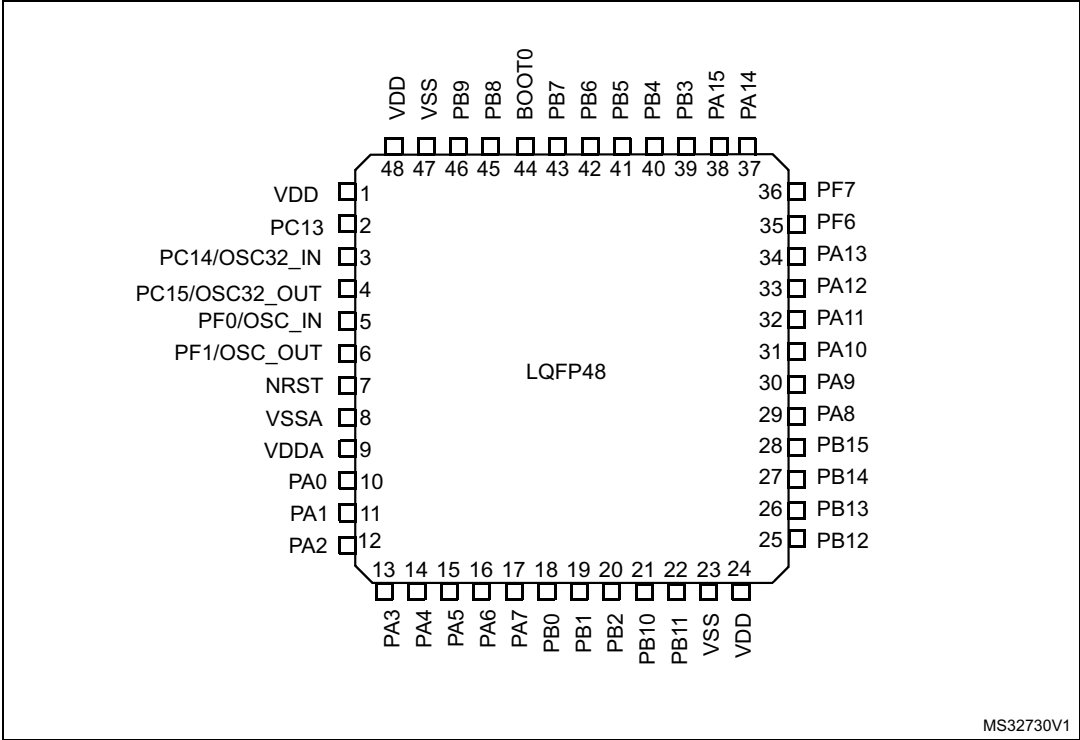 VDD
VSS
PB9
PB8
BOOT0
PB7
PB6
PB5
PB4
PB3
PA15
PA14
48 47 46 45 44 43 42 41 40 39 38 37
VDD 1
PC13 2
PC14/OSC32_IN 3
PC15/OSC32_OUT 4
PF0/OSC_IN 5
PF1/OSC_OUT 6
NRST 7
VSSA 8
VDDA 9
PA0 10
PA1 11
PA2 12
LQFP48
36 PF7
35 PF6
34 PA13
33 PA12
32 PA11
31 PA10
30 PA9
29 PA8
28 PB15
27 PB14
26 PB13
25 PB12
13 14 15 16 17 18 19 20 21 22 23 24
PA3
PA4
PA5
PA6
PA7
PB0
PB1
PB2
PB10
PB11
VSS
VDD
MS32730V1